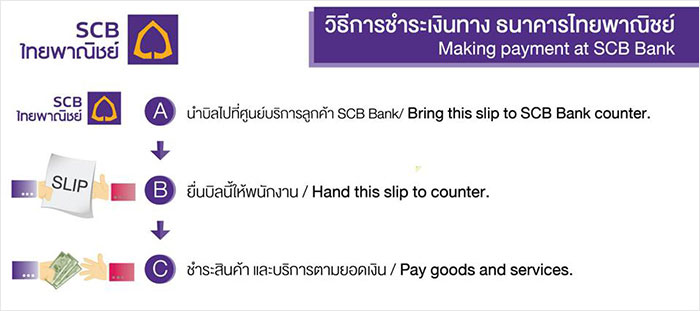 SCB
ไทยพาณิชย์
วิธีการชำระเงินทาง ธนาคารไทยพาณิชย์
Making payment at SCB Bank
SCB
ไทยพาณิชย์
A นำบิลไปที่ศูนย์บริการลูกค้า SCB Bank/ Bring this slip to SCB Bank counter.
SLIP
B ยื่นบิลนี้ให้พนักงาน / Hand this slip to counter.
C ชำระสินค้า และบริการตามยอดเงิน / Pay goods and services.